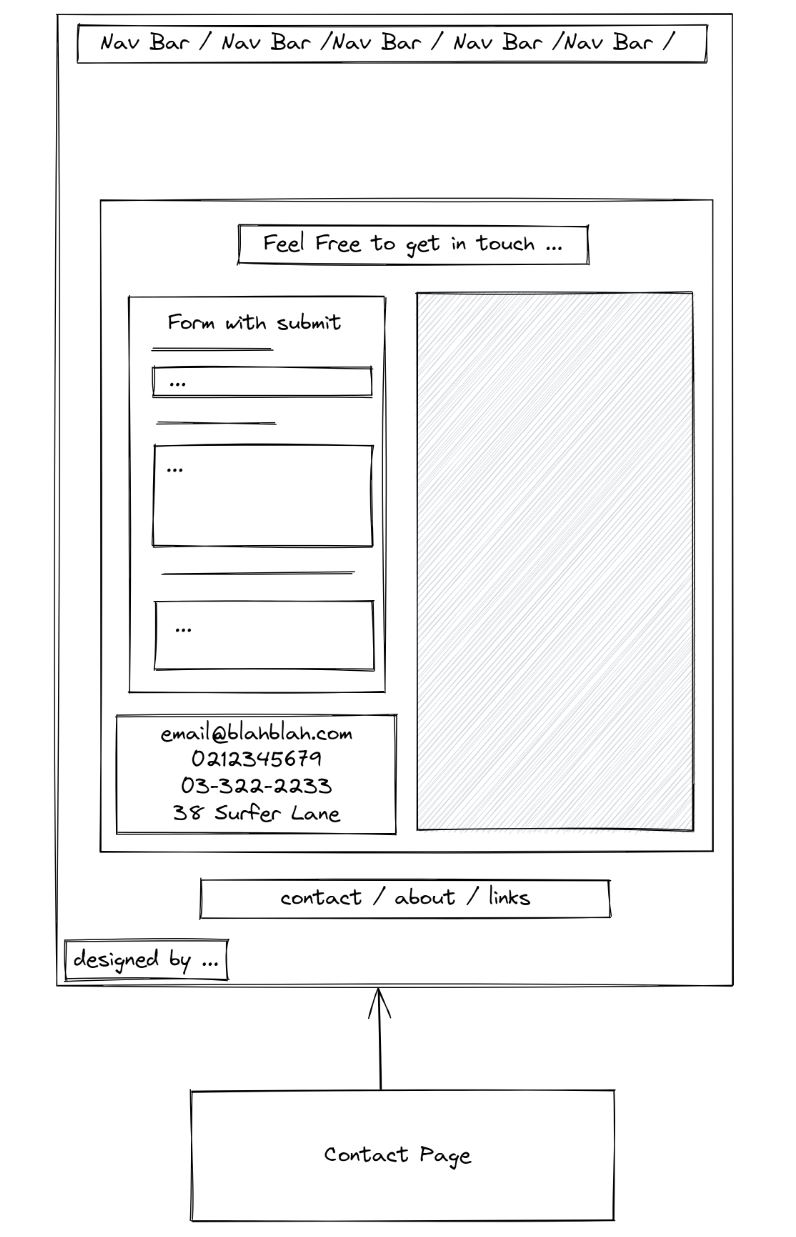 Nav Bar / Nav Bar /Nav Bar / Nav Bar /Nav Bar /
Feel Free to get in touch ...
Form with submit
...
...
...
email@blahblah.com
0212345679
03-322-2233
38 Surfer Lane
contact / about / links
designed by ...
Contact Page